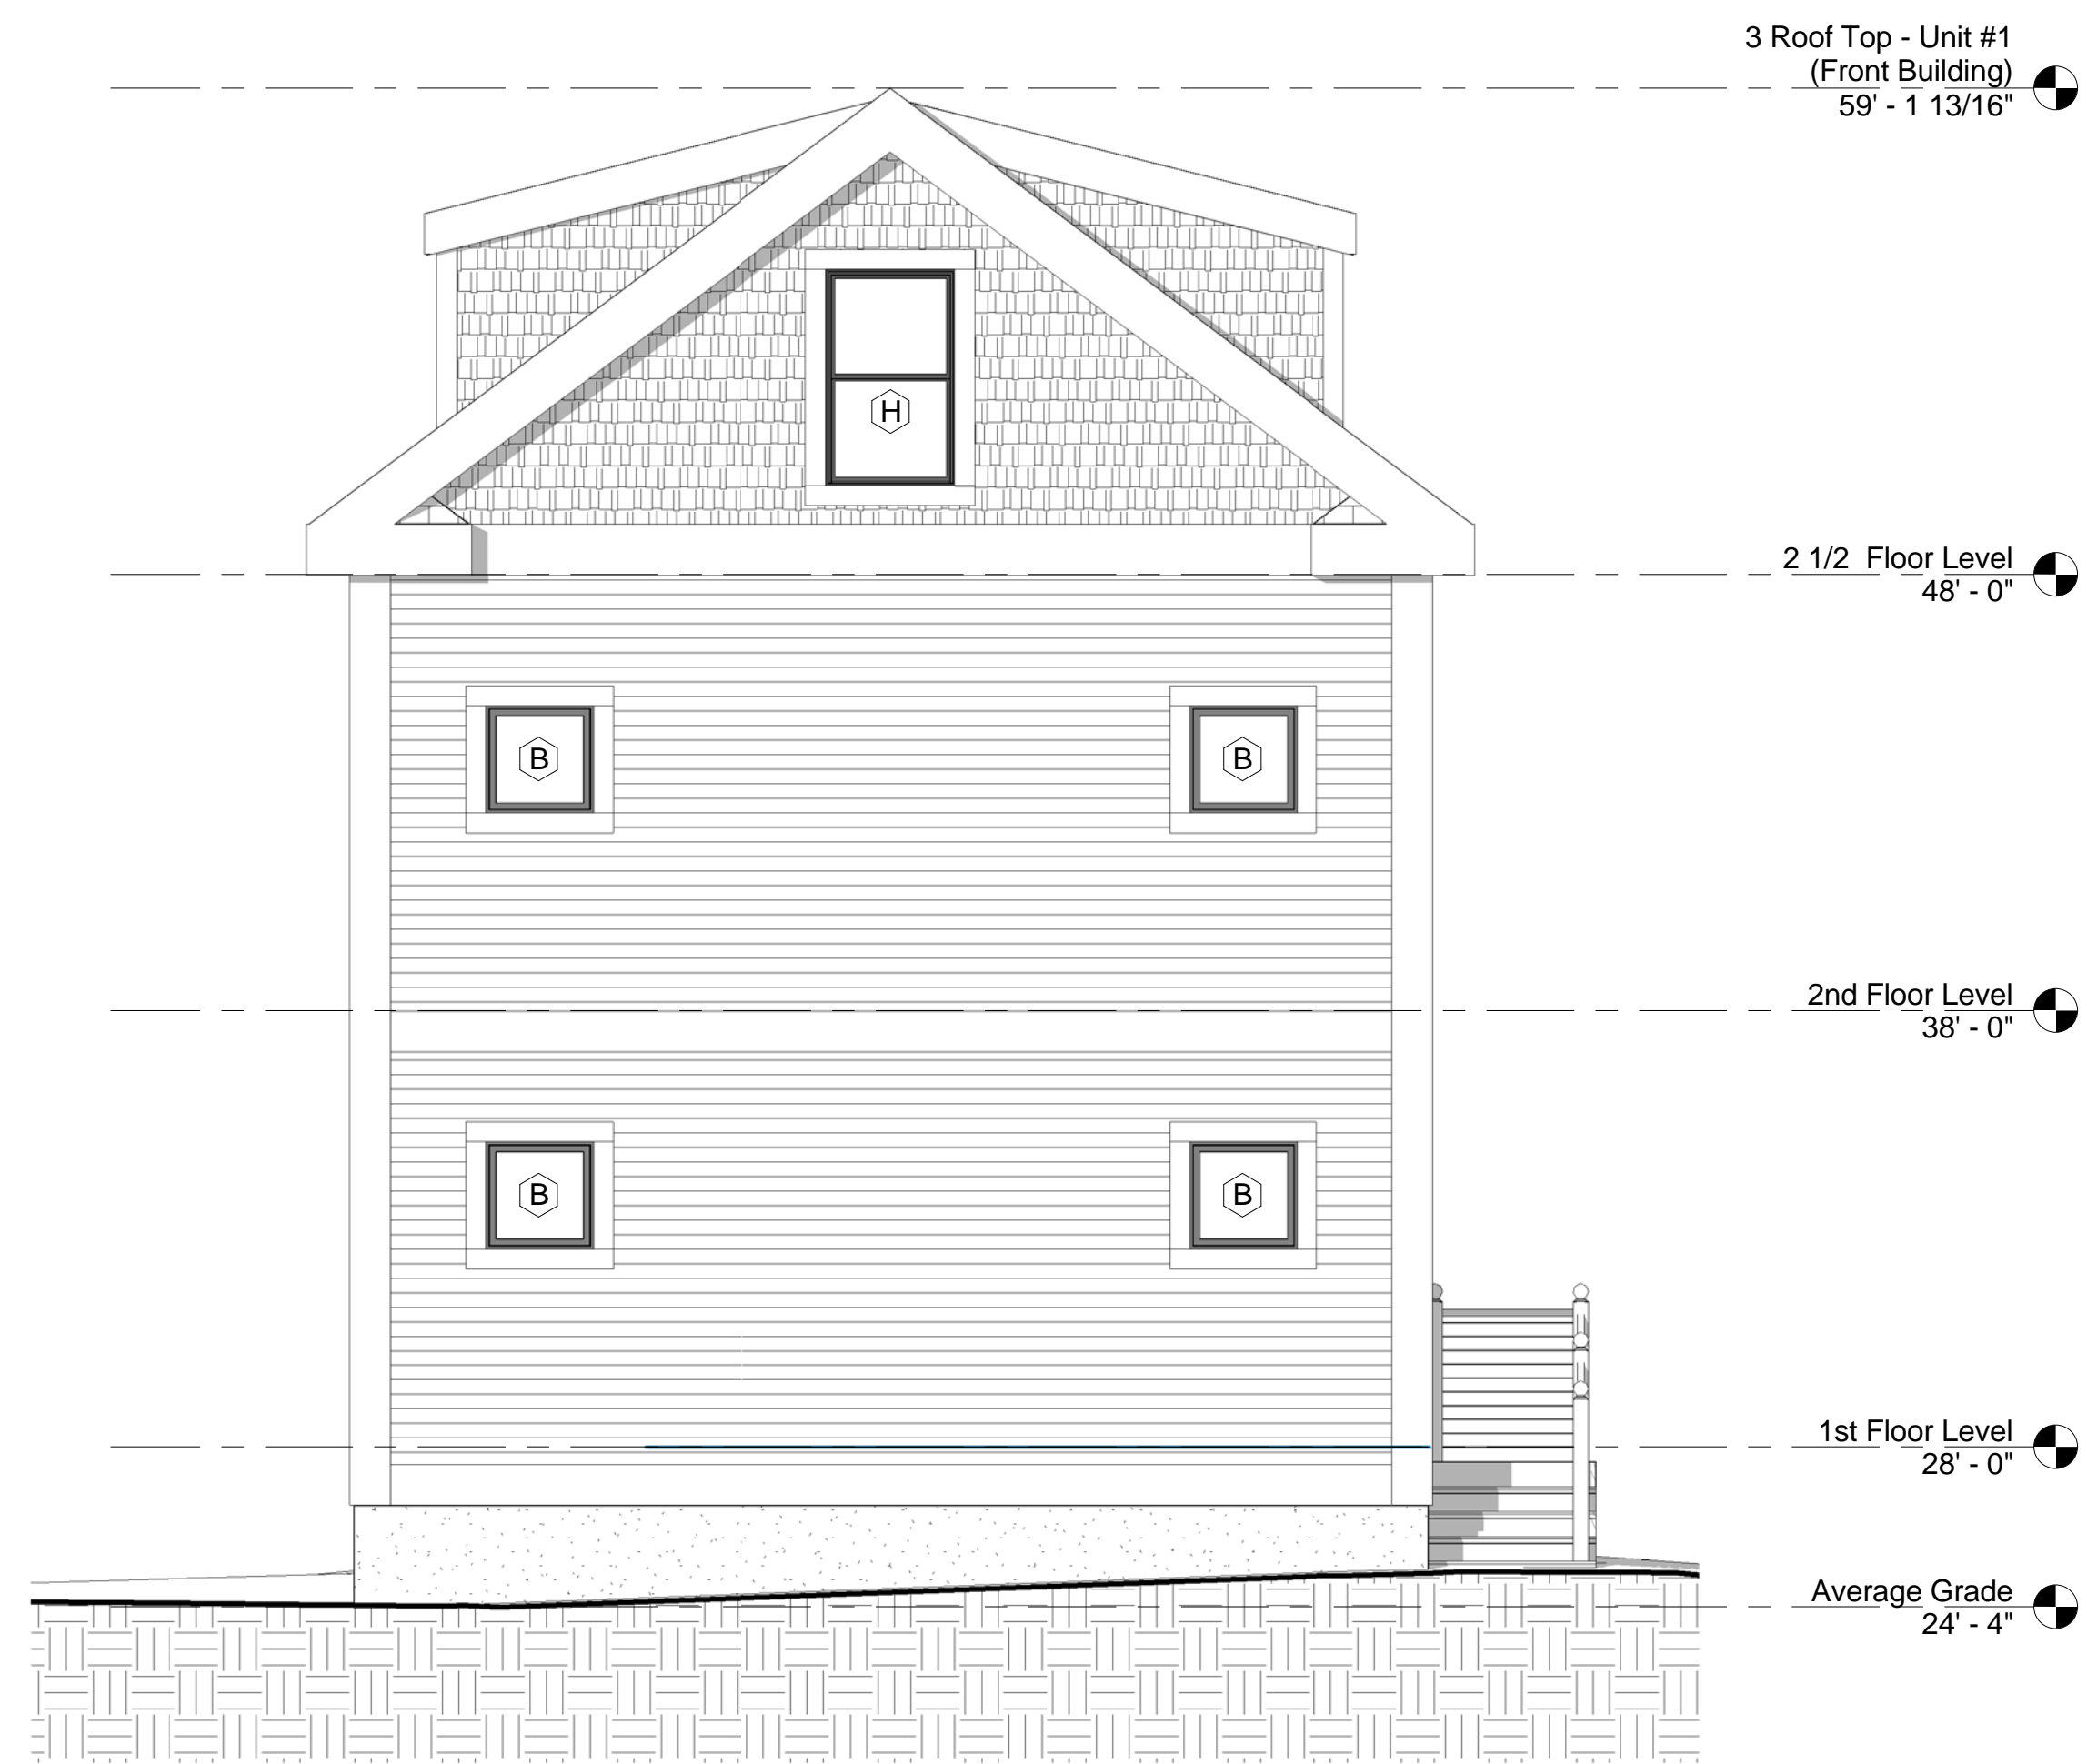 3 Roof Top - Unit #1
(Front Building)
59' - 1 13/16"
H
2 1/2  Floor Level
48' - 0"
B
B
2nd Floor Level
38' - 0"
B
B
1st Floor Level
28' - 0"
Average Grade
24' - 4"